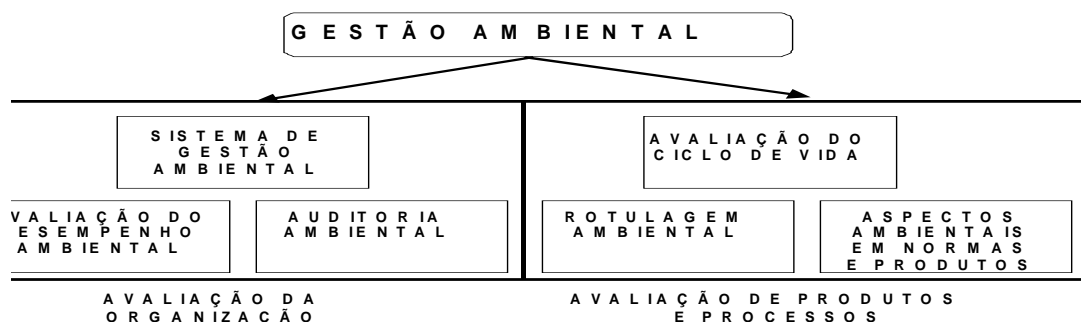 GESTÃO AMBIENTAL
SISTEMA DE
GESTÃO
AMBIENTAL
AVALIAÇÃO DO
CICLO DE VIDA
VALIAÇÃO DO
ESEMPENHO
AMBIENTAL
AUDITORIA
AMBIENTAL
ROTULAGEM
AMBIENTAL
ASPECTOS
AMBIENTAIS
EM NORMAS
E PRODUTOS
AVALIAÇÃO DA
ORGANIZAÇÃO
AVALIAÇÃO DE PRODUTOS
E PROCESSOS